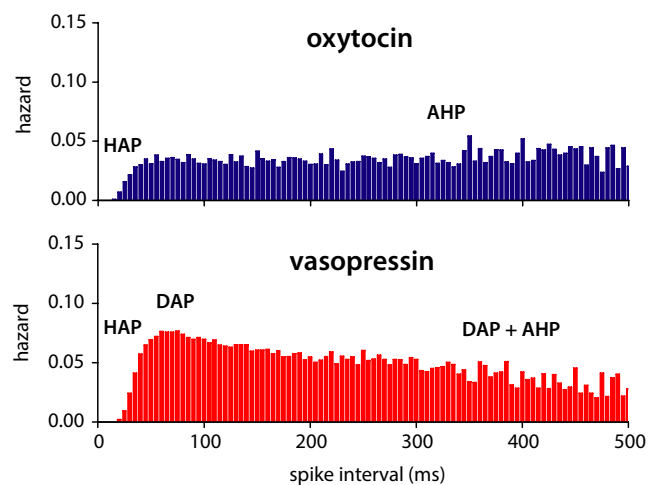 oxytocin
hazard
0.15
0.10
0.05
0.00
HAP
AHP
vasopressin
hazard
0.15
0.10
0.05
0.00
HAP
DAP
DAP + AHP
0
100
200
300
400
500
spike interval (ms)